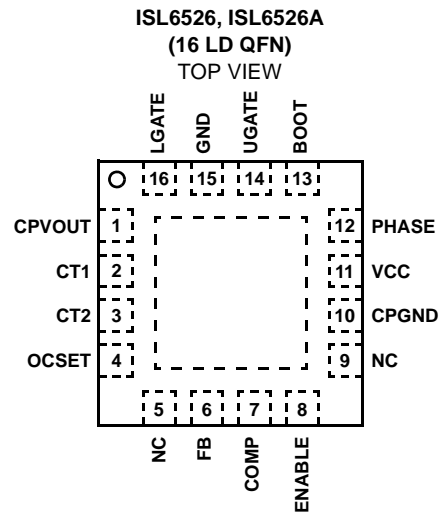 ISL6526, ISL6526A
(16 LD QFN)
TOP VIEW
LGATE
GND
UGATE
BOOT
16
15
14
13
CPVOUT
1
12
PHASE
CT1
2
11
VCC
CT2
3
10
CPGND
OCSET
4
9
NC
5
6
7
8
NC
FB
COMP
ENABLE